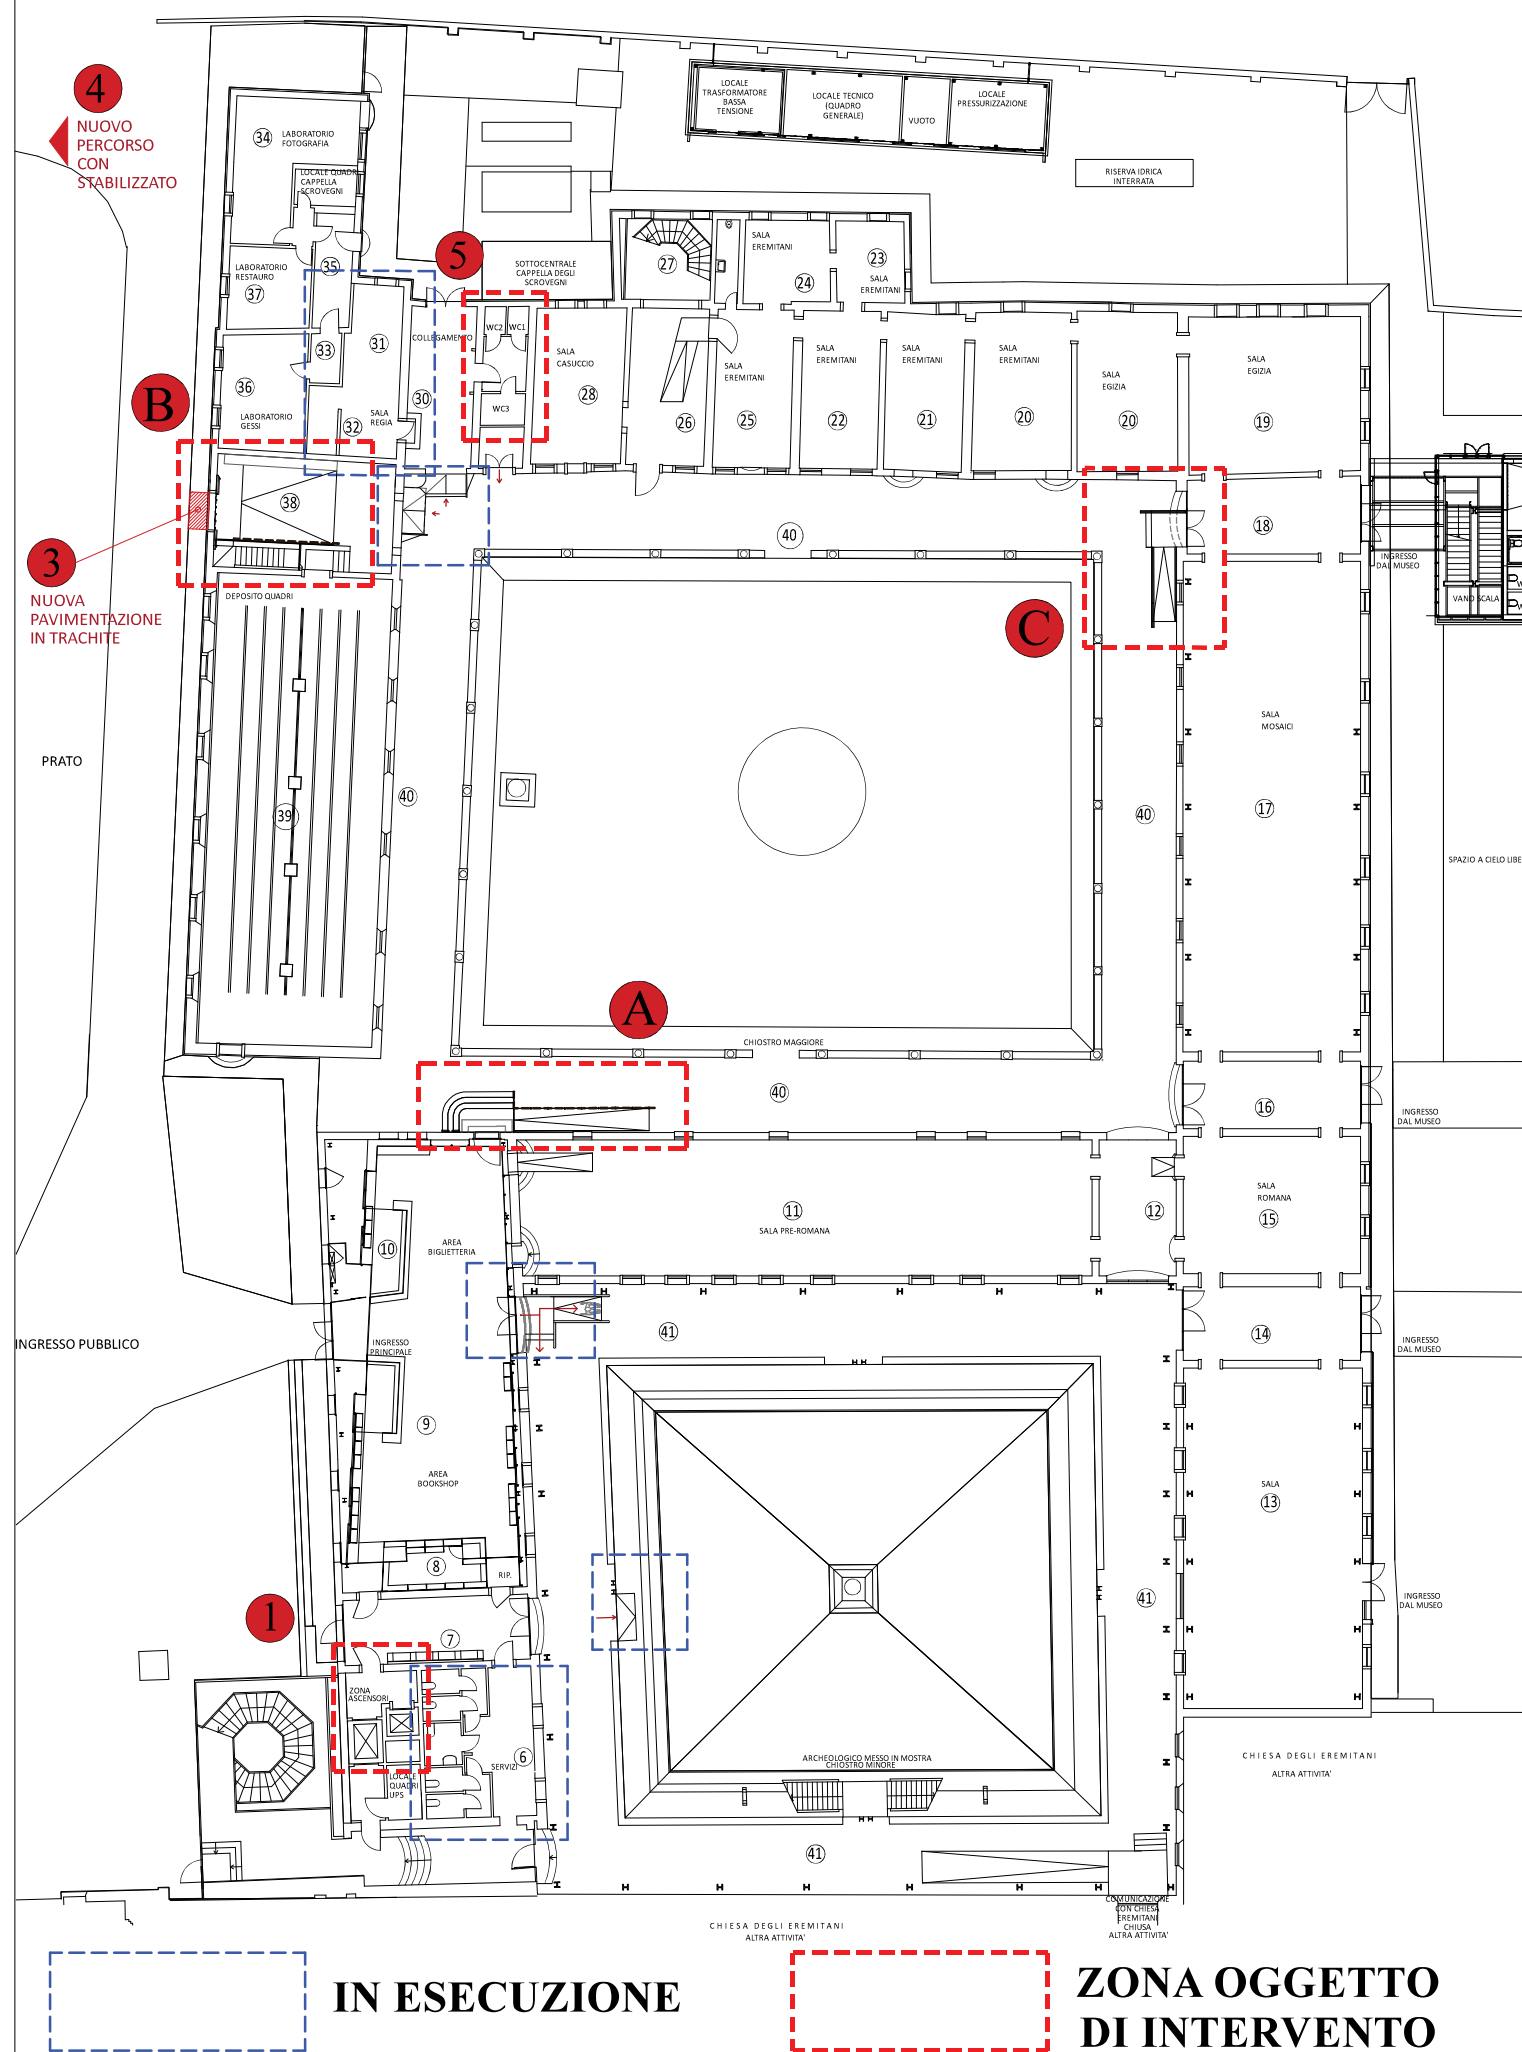 4
NUOVO
PERCORSO
CON
STABILIZZATO
34
LABORATORIO
FOTOGRAFIA
LOCALE QUADRI
CAPPELLA
SCROVEGNI
LOCALE
TRASFORMATORE
BASSA
TENSIONE
LOCALE TECNICO
(QUADRO
GENERALE)
VUOTO
LOCALE
PRESSURIZZAZIONE
RISERVA IDRICA
INTERRATA
5
SOTTOCENTRALE
CAPPELLA DEGLI
SCROVEGNI
27
SALA
EREMITANI
24
23
SALA
EREMITANI
35
LABORATORIO
RESTAURO
37
33
31
COLLEGAMENTO
30
WC2
WC1
WC3
SALA
CASUCCIO
28
26
SALA
EREMITANI
25
SALA
EREMITANI
22
SALA
EREMITANI
21
SALA
EREMITANI
20
SALA
EGIZIA
20
SALA
EGIZIA
19
36
LABORATORIO
GESSI
SALA
REGIA
32
B
38
3
NUOVA
PAVIMENTAZIONE
IN TRACHITE
40
18
INGRESSO
DAL MUSEO
VANO SCALA
C
DEPOSITO QUADRI
SALA
MOSAICI
PRATO
39
40
40
17
SPAZIO A CIELO LIBE
A
CHIOSTRO MAGGIORE
40
16
INGRESSO
DAL MUSEO
11
SALA PRE-ROMANA
12
SALA
ROMANA
15
10
AREA
BIGLIETTERIA
INGRESSO PUBBLICO
INGRESSO
PRINCIPALE
41
14
INGRESSO
DAL MUSEO
9
AREA
BOOKSHOP
SALA
13
8
RIP.
1
7
41
INGRESSO
DAL MUSEO
ZONA
ASCENSORI
6
SERVIZI
LOCALE
QUADRI
UPS
ARCHEOLOGICO MESSO IN MOSTRA
CHIOSTRO MINORE
CHIESA DEGLI EREMITANI
ALTRA ATTIVITA'
41
COMUNICAZIONE
CON CHIESA
EREMITANI
CHIUSA
ALTRA ATTIVITA'
CHIESA DEGLI EREMITANI
ALTRA ATTIVITA'
IN ESECUZIONE
ZONA OGGETTO
DI INTERVENTO